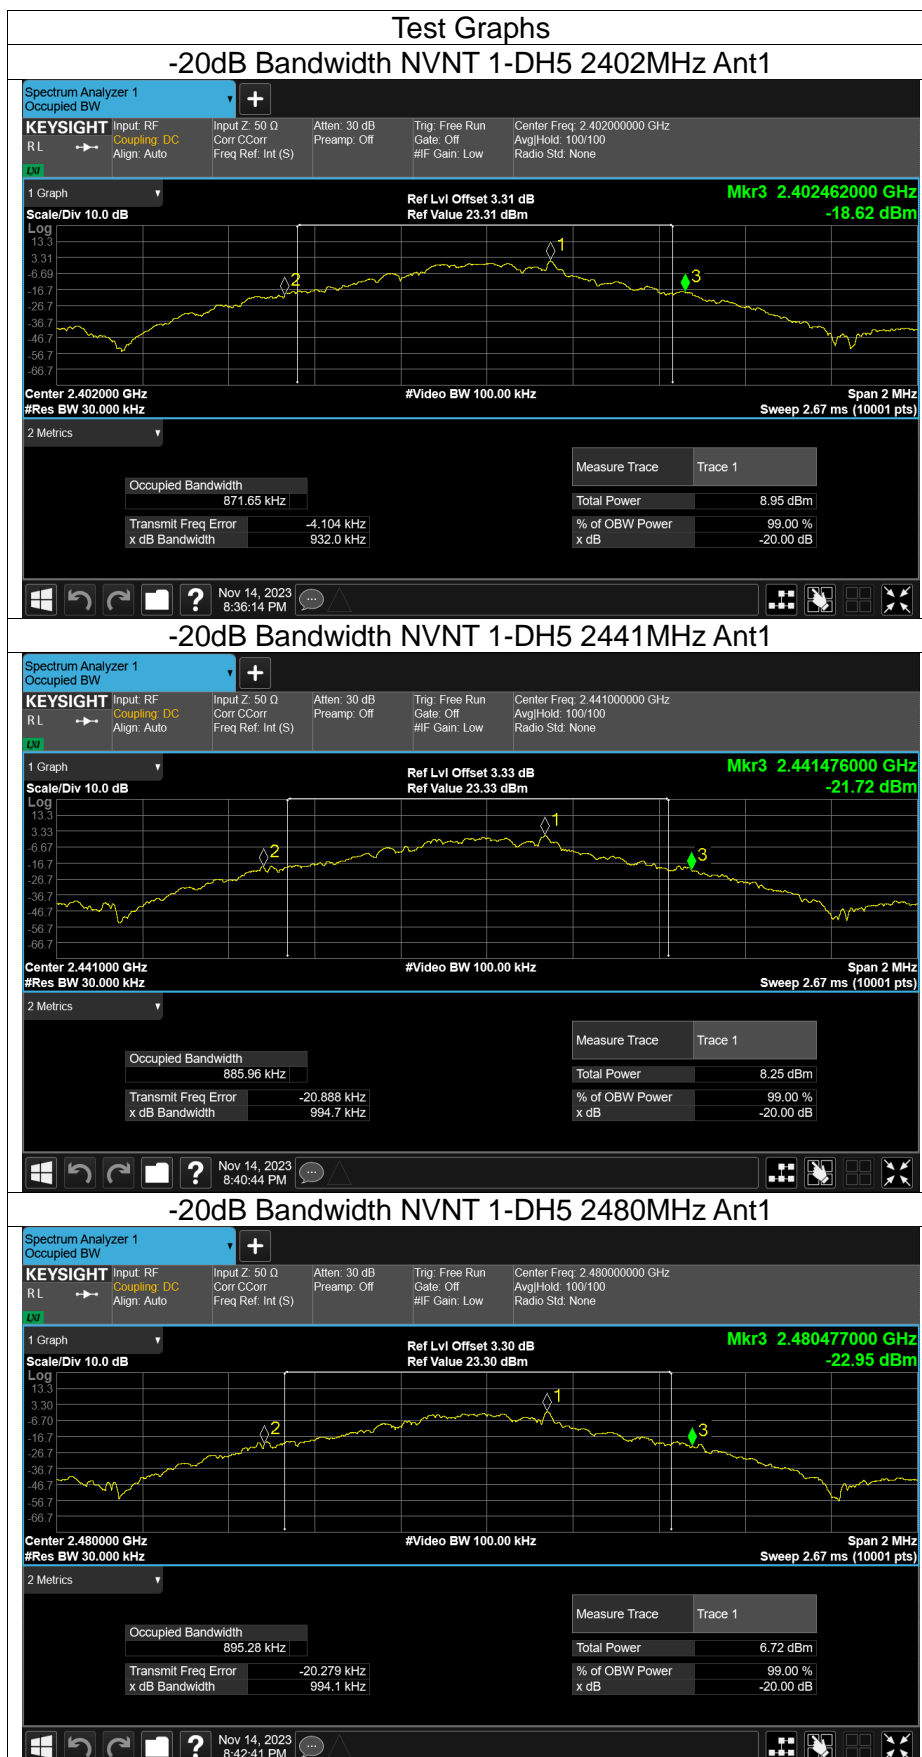 Test Graphs
-20dB Bandwidth NVNT 1-DH5 2402MHz Ant1
Spectrum Analyzer 1
Occupied BW
KEYSIGHT Input: RF Input Z: 50 Ω Atten: 30 dB Trig: Free Run Center Freq: 2.402000000 GHz
RL Coupling: DC Corr CCorr Preamp: Off Gate: Off Avg|Hold: 100/100
Align: Auto Freq Ref: Int (S) #IF Gain: Low Radio Std: None
LXI
1 Graph Ref Lvl Offset 3.31 dB Mkr3 2.402462000 GHz
Scale/Div 10.0 dB Ref Value 23.31 dBm -18.62 dBm
Log
13.3
3.31
-6.69
-16.7
-26.7
-36.7
-46.7
-56.7
-66.7
1
2
3
Center 2.402000 GHz #Video BW 100.00 kHz Span 2 MHz
#Res BW 30.000 kHz Sweep 2.67 ms (10001 pts)
2 Metrics
Measure Trace Trace 1
Occupied Bandwidth
871.65 kHz Total Power 8.95 dBm
Transmit Freq Error -4.104 kHz % of OBW Power 99.00 %
x dB Bandwidth 932.0 kHz x dB -20.00 dB
Nov 14, 2023
8:36:14 PM
-20dB Bandwidth NVNT 1-DH5 2441MHz Ant1
Spectrum Analyzer 1
Occupied BW
KEYSIGHT Input: RF Input Z: 50 Ω Atten: 30 dB Trig: Free Run Center Freq: 2.441000000 GHz
RL Coupling: DC Corr CCorr Preamp: Off Gate: Off Avg|Hold: 100/100
Align: Auto Freq Ref: Int (S) #IF Gain: Low Radio Std: None
LXI
1 Graph Ref Lvl Offset 3.33 dB Mkr3 2.441476000 GHz
Scale/Div 10.0 dB Ref Value 23.33 dBm -21.72 dBm
Log
13.3
3.33
-6.67
-16.7
-26.7
-36.7
-46.7
-56.7
-66.7
1
2
3
Center 2.441000 GHz #Video BW 100.00 kHz Span 2 MHz
#Res BW 30.000 kHz Sweep 2.67 ms (10001 pts)
2 Metrics
Measure Trace Trace 1
Occupied Bandwidth
885.96 kHz Total Power 8.25 dBm
Transmit Freq Error -20.888 kHz % of OBW Power 99.00 %
x dB Bandwidth 994.7 kHz x dB -20.00 dB
Nov 14, 2023
8:40:44 PM
-20dB Bandwidth NVNT 1-DH5 2480MHz Ant1
Spectrum Analyzer 1
Occupied BW
KEYSIGHT Input: RF Input Z: 50 Ω Atten: 30 dB Trig: Free Run Center Freq: 2.480000000 GHz
RL Coupling: DC Corr CCorr Preamp: Off Gate: Off Avg|Hold: 100/100
Align: Auto Freq Ref: Int (S) #IF Gain: Low Radio Std: None
LXI
1 Graph Ref Lvl Offset 3.30 dB Mkr3 2.480477000 GHz
Scale/Div 10.0 dB Ref Value 23.30 dBm -22.95 dBm
Log
13.3
3.30
-6.70
-16.7
-26.7
-36.7
-46.7
-56.7
-66.7
1
2
3
Center 2.480000 GHz #Video BW 100.00 kHz Span 2 MHz
#Res BW 30.000 kHz Sweep 2.67 ms (10001 pts)
2 Metrics
Measure Trace Trace 1
Occupied Bandwidth
895.28 kHz Total Power 6.72 dBm
Transmit Freq Error -20.279 kHz % of OBW Power 99.00 %
x dB Bandwidth 994.1 kHz x dB -20.00 dB
Nov 14, 2023
8:42:41 PM